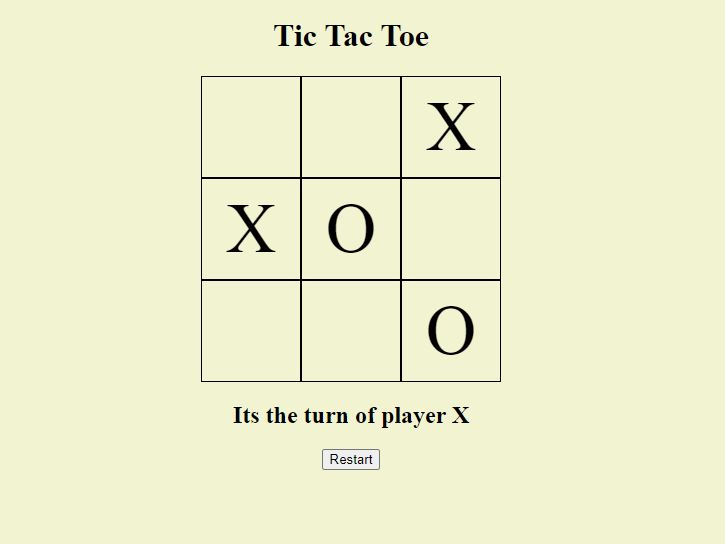 Tic Tac Toe
X
X O
O
Its the turn of player X
Restart